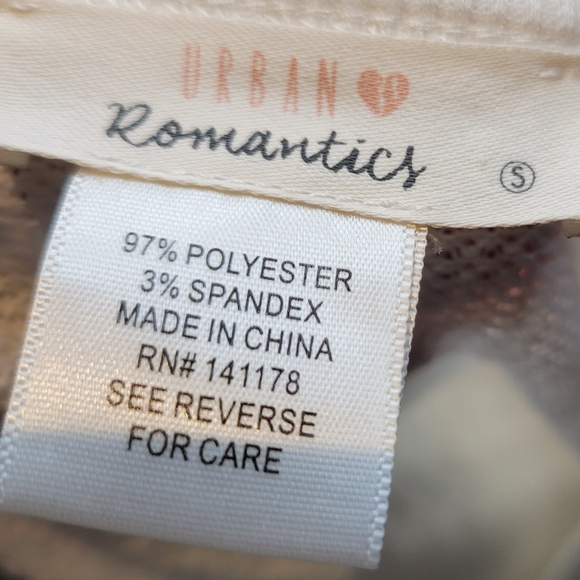 URBAN
Romantics
S
97% POLYESTER
3% SPANDEX
MADE IN CHINA
RN# 141178
SEE REVERSE
FOR CARE